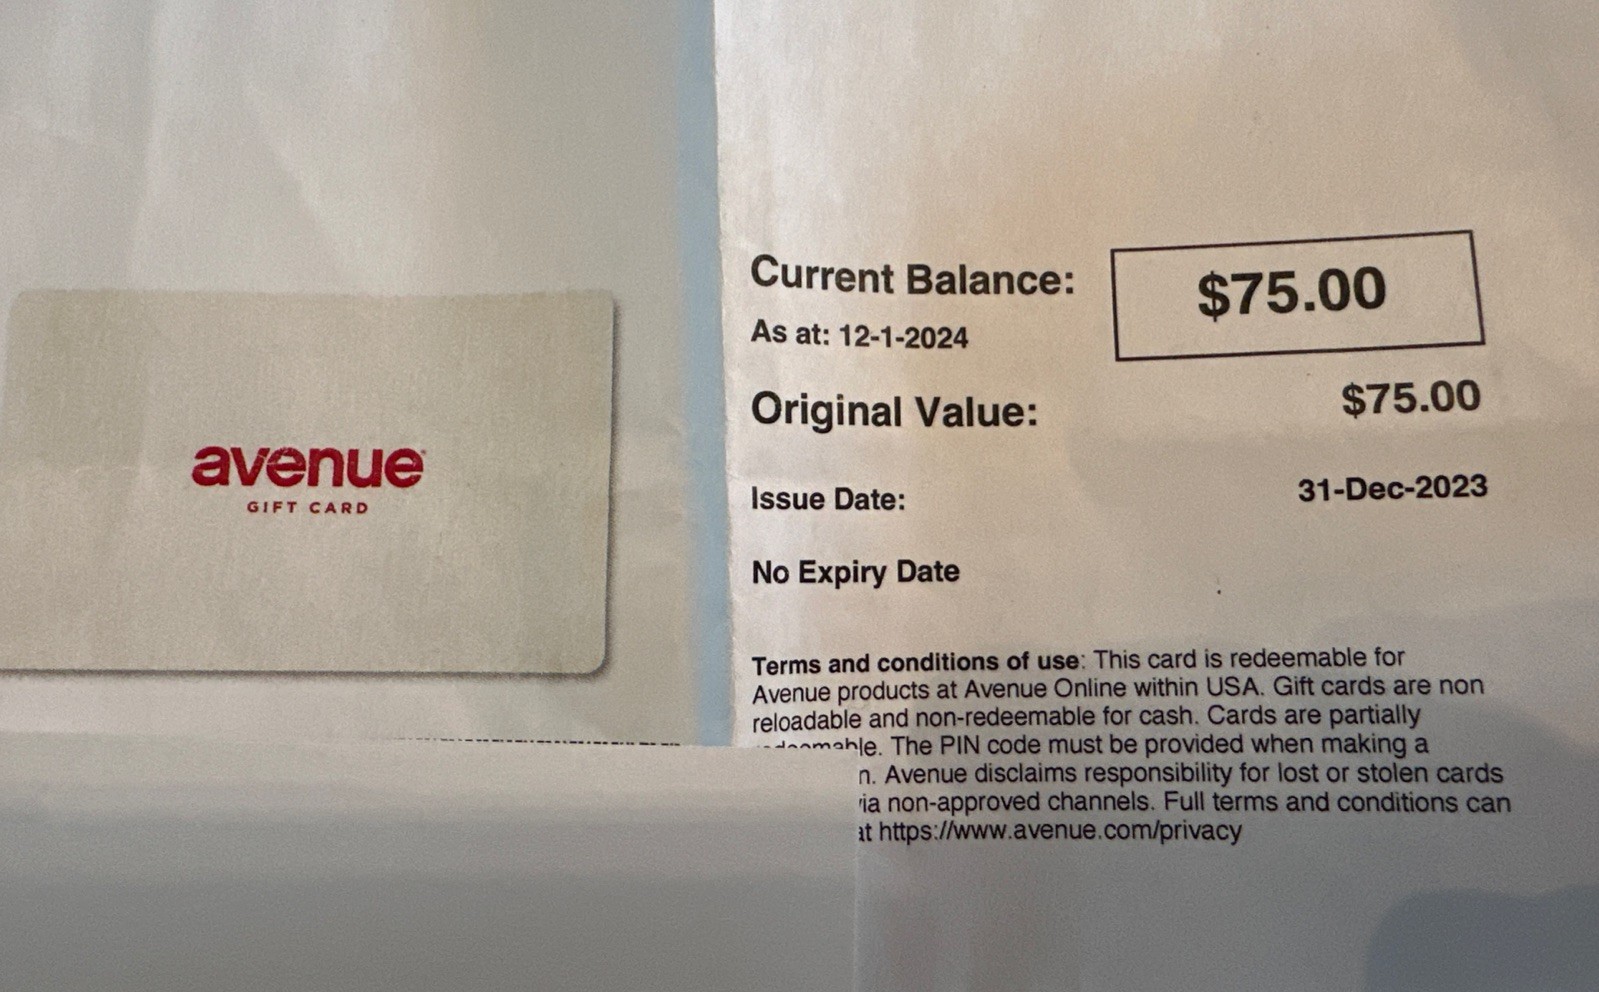 avenue
GIFT CARD
Current Balance: $75.00
As at: 12-1-2024
Original Value: $75.00
Issue Date: 31-Dec-2023
No Expiry Date
Terms and conditions of use: This card is redeemable for
Avenue products at Avenue Online within USA. Gift cards are non
reloadable and non-redeemable for cash. Cards are partially
The PIN code must be provided when making a
n. Avenue disclaims responsibility for lost or stolen cards
non-approved channels. Full terms and conditions can
at https://www.avenue.com/privacy